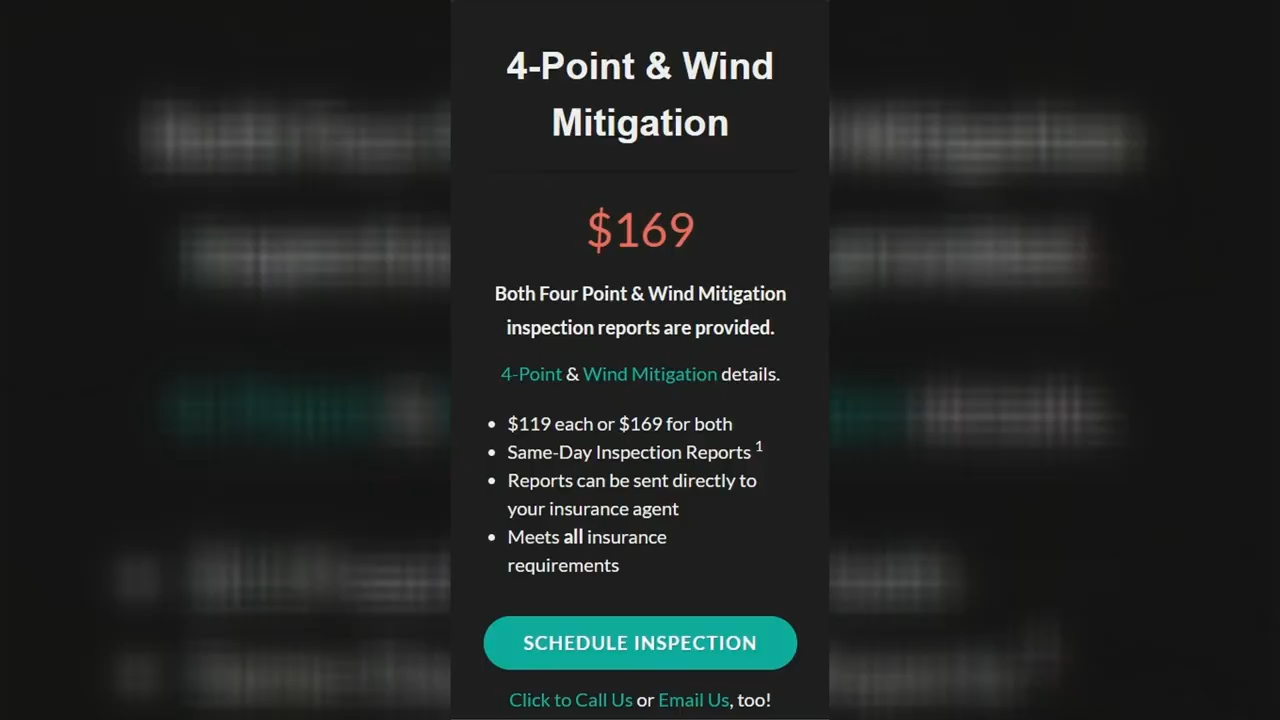 4-Point & Wind
Mitigation
$169
Both Four Point & Wind Mitigation
inspection reports are provided.
4-Point & Wind Mitigation details.
• $119 each or $169 for both
• Same-Day Inspection Reports 1
• Reports can be sent directly to
your insurance agent
• Meets all insurance
requirements
SCHEDULE INSPECTION
Click to Call Us or Email Us, too!